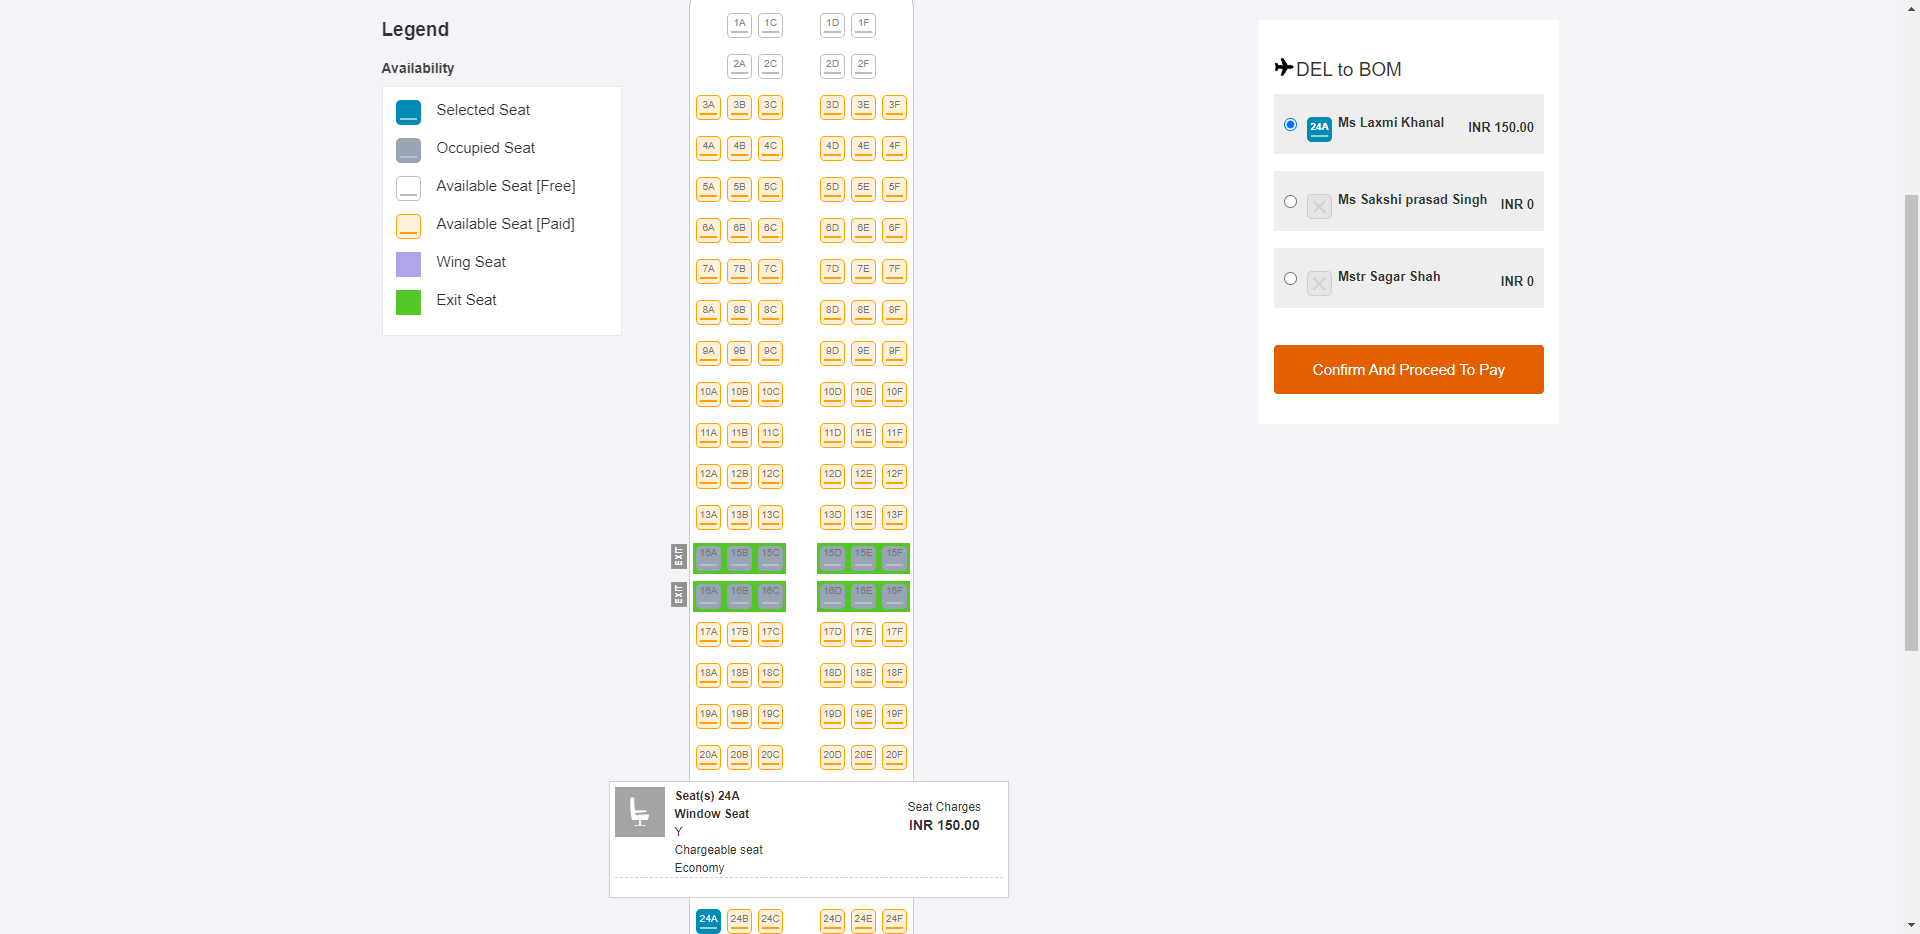 Legend
Availability
Selected Seat
Occupied Seat
Available Seat [Free]
Available Seat [Paid]
Wing Seat
Exit Seat
1A 1C 1D 1F
2A 2C 2D 2F
3A 3B 3C 3D 3E 3F
4A 4B 4C 4D 4E 4F
5A 5B 5C 5D 5E 5F
6A 6B 6C 6D 6E 6F
7A 7B 7C 7D 7E 7F
8A 8B 8C 8D 8E 8F
9A 9B 9C 9D 9E 9F
10A 10B 10C 10D 10E 10F
11A 11B 11C 11D 11E 11F
12A 12B 12C 12D 12E 12F
13A 13B 13C 13D 13E 13F
EXIT 15A 15B 15C 15D 15E 15F
EXIT 16A 16B 16C 16D 16E 16F
17A 17B 17C 17D 17E 17F
18A 18B 18C 18D 18E 18F
19A 19B 19C 19D 19E 19F
20A 20B 20C 20D 20E 20F
Seat(s) 24A
Window Seat
Y
Chargeable seat
Economy
Seat Charges
INR 150.00
24A 24B 24C 24D 24E 24F
DEL to BOM
24A Ms Laxmi Khanal INR 150.00
Ms Sakshi prasad Singh INR 0
Mstr Sagar Shah INR 0
Confirm And Proceed To Pay